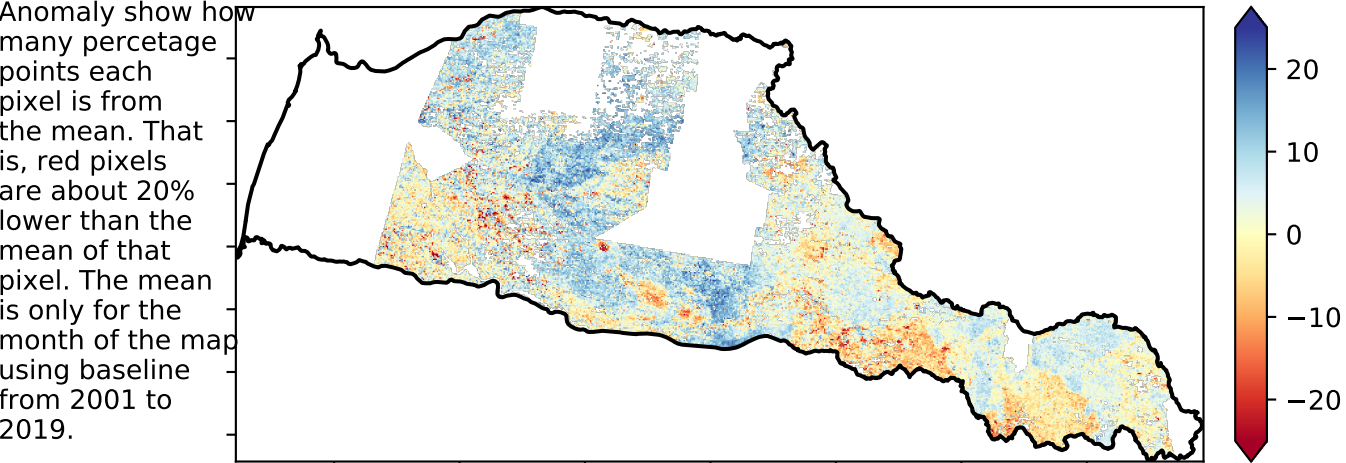 Anomaly show how
many percetage
points each
pixel is from
the mean. That
is, red pixels
are about 20%
lower than the
mean of that
pixel. The mean
is only for the
month of the map
using baseline
from 2001 to
2019.
20
10
0
−10
−20